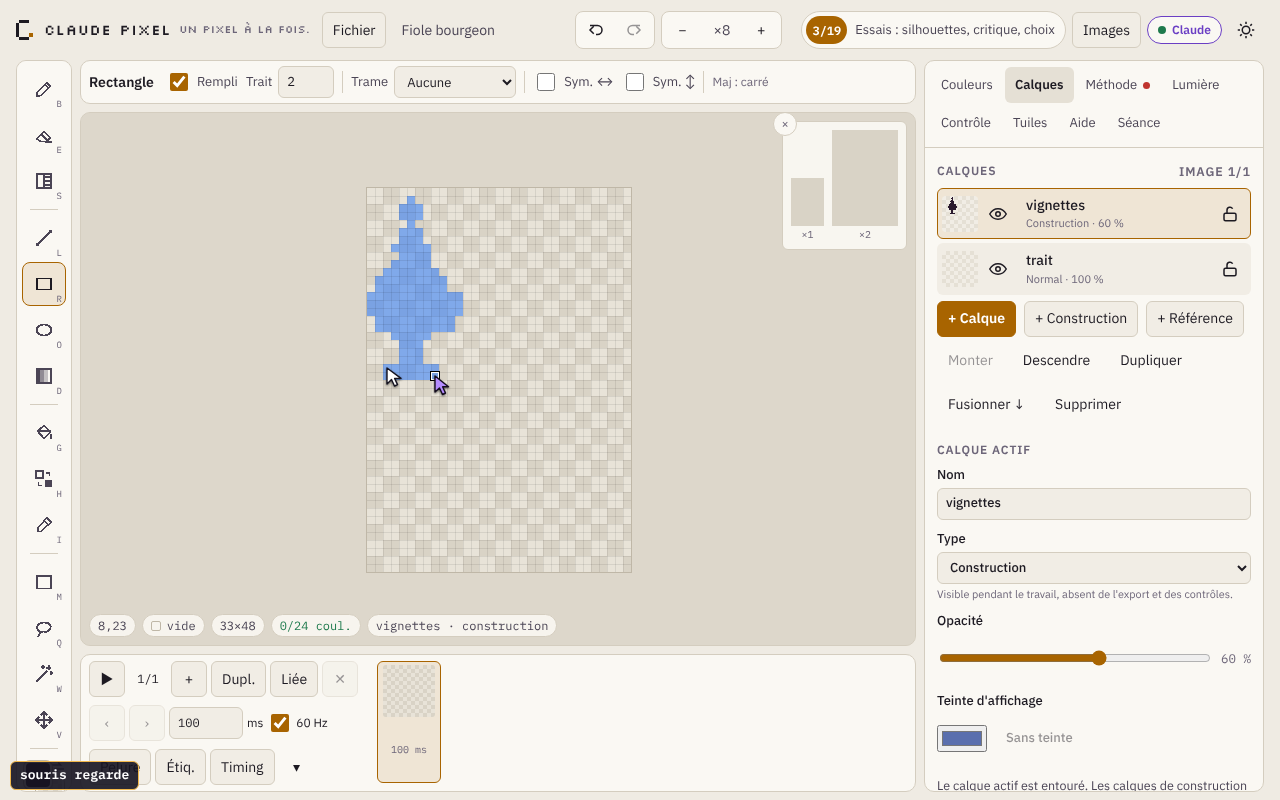 CLAUDE PIXEL UN PIXEL À LA FOIS. Fichier Fiole bourgeon − ×8 + 3/19 Essais : silhouettes, critique, choix Images Claude
Rectangle Rempli Trait 2 Trame Aucune Sym. ↔ Sym. ↕ Maj : carré
B
E
S
L
R
O
D
G
H
I
M
Q
W
V
×
×1 ×2
8,23 vide 33×48 0/24 coul. vignettes · construction
1/1 + Dupl. Liée ×
‹ › 100 ms 60 Hz
Étiq. Timing ▼
100 ms
souris regarde
Couleurs Calques Méthode Lumière
Contrôle Tuiles Aide Séance
CALQUES IMAGE 1/1
vignettes
Construction · 60 %
trait
Normal · 100 %
+ Calque + Construction + Référence
Monter Descendre Dupliquer
Fusionner ↓ Supprimer
CALQUE ACTIF
Nom
vignettes
Type
Construction
Visible pendant le travail, absent de l'export et des contrôles.
Opacité
60 %
Teinte d'affichage
Sans teinte
Le calque actif est entouré. Les calques de construction